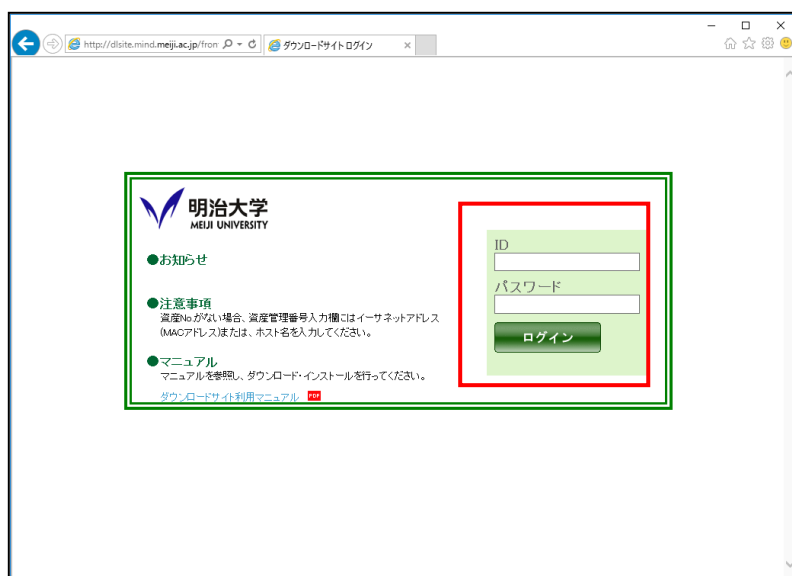 http://dlsite.mind.meiji.ac.jp/fron
ダウンロードサイト ログイン
明治大学
MEIJI UNIVERSITY
●お知らせ
●注意事項
資産No.がない場合、資産管理番号入力欄にはイーサネットアドレス
(MACアドレス)または、ホスト名を入力してください。
●マニュアル
マニュアルを参照し、ダウンロード・インストールを行ってください。
ダウンロードサイト利用マニュアル PDF
ID
パスワード
ログイン